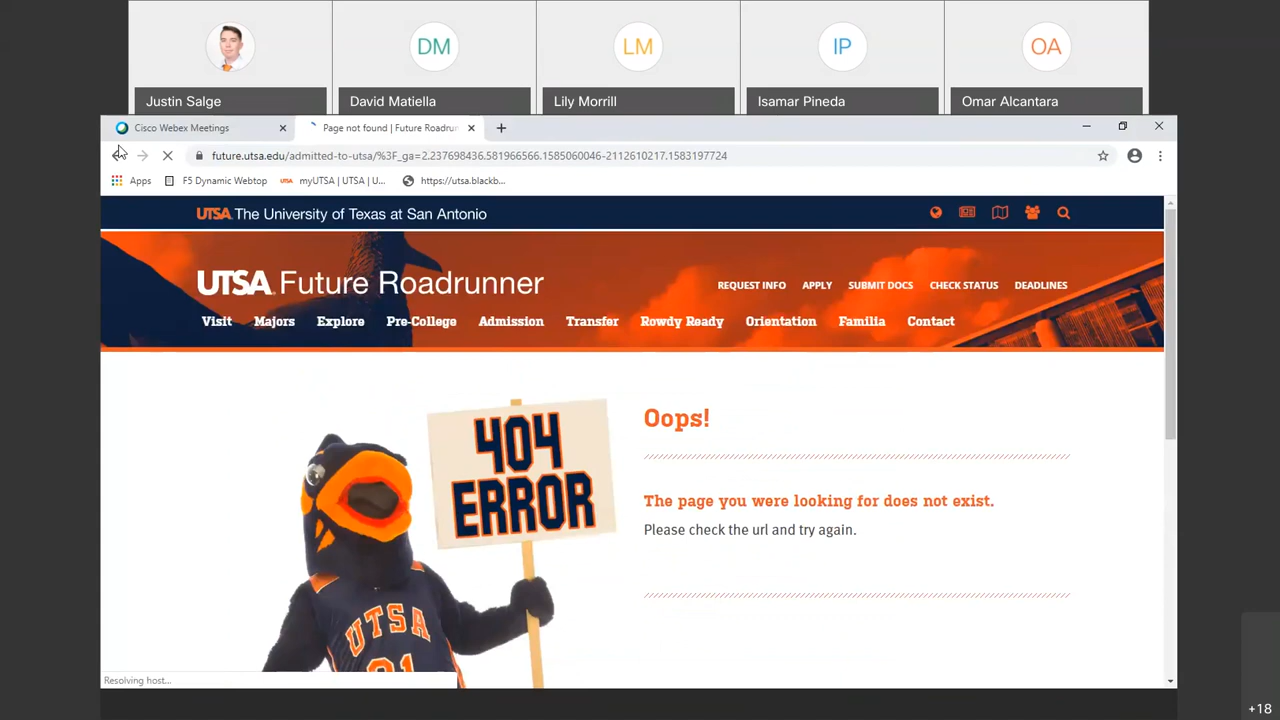 DM
LM
IP
OA
Justin Salge
David Matiella
Lily Morrill
Isamar Pineda
Omar Alcantara
Cisco Webex Meetings
Page not found | Future Roadrun
future.utsa.edu/admitted-to-utsa/%3F_ga=2.237698436.581966566.1585060046-2112610217.1583197724
Apps
F5 Dynamic Webtop
UTSA myUTSA | UTSA | U...
https://utsa.blackb...
UTSA. The University of Texas at San Antonio
UTSA. Future Roadrunner
REQUEST INFO APPLY SUBMIT DOCS CHECK STATUS DEADLINES
Visit Majors Explore Pre-College Admission Transfer Rowdy Ready Orientation Familia Contact
404
ERROR
Oops!
The page you were looking for does not exist.
Please check the url and try again.
UTSA
Resolving host...
+18